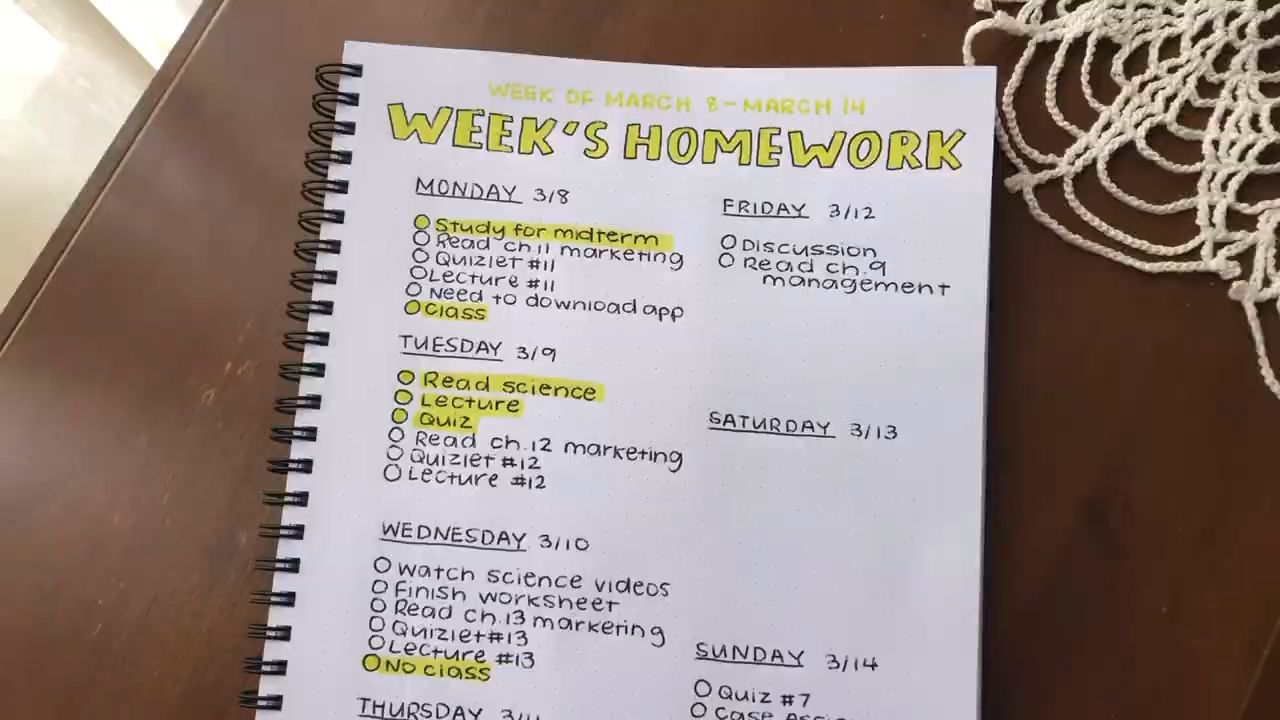 WEEK OF MARCH 8 - MARCH 14
WEEK'S HOMEWORK
MONDAY 3/8
Study for midterm
Read ch.11 marketing
Quizlet #11
Lecture #11
Need to download app
Class
TUESDAY 3/9
Read science
Lecture
Quiz
Read ch.12 marketing
Quizlet #12
Lecture #12
WEDNESDAY 3/10
Watch science videos
Finish worksheet
Read ch.13 marketing
Quizlet #13
Lecture #13
No class
THURSDAY
FRIDAY 3/12
Discussion
Read ch.9
management
SATURDAY 3/13
SUNDAY 3/14
Quiz #7
Case